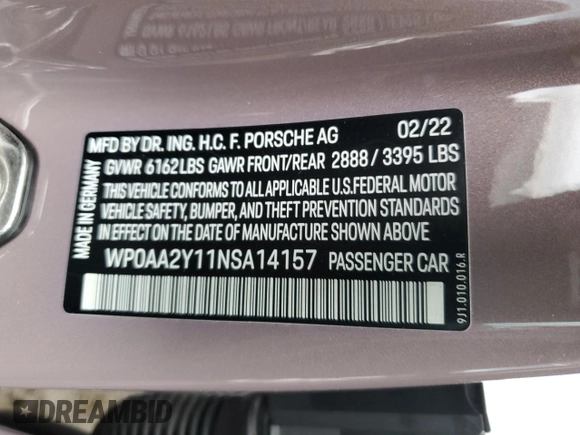 MFD BY DR. ING. H.C. F. PORSCHE AG 02/22
GVWR 6162LBS GAWR FRONT/REAR 2888 / 3395 LBS
THIS VEHICLE CONFORMS TO ALL APPLICABLE U.S.FEDERAL MOTOR
VEHICLE SAFETY, BUMPER, AND THEFT PREVENTION STANDARDS
IN EFFECT ON THE DATE OF MANUFACTURE SHOWN ABOVE
WP0AA2Y11NSA14157 PASSENGER CAR
MADE IN GERMANY
9J1.010.016.R
DREAMBID